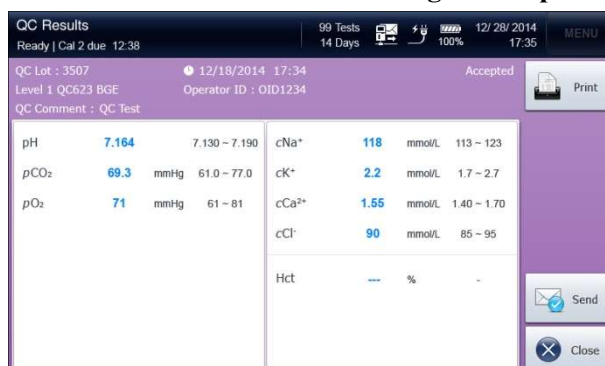 QC Results
Ready | Cal 2 due 12:38
99 Tests
14 Days
100%
12/ 28/ 2014
17:35
MENU
QC Lot : 3507
12/18/2014 17:34
Accepted
Level 1 QC623 BGE
Operator ID : OID1234
QC Comment : QC Test
Print
pH 7.164 7.130 ~ 7.190
pCO₂ 69.3 mmHg 61.0 ~ 77.0
pO₂ 71 mmHg 61 ~ 81
cNa⁺ 118 mmol/L 113 ~ 123
cK⁺ 2.2 mmol/L 1.7 ~ 2.7
cCa²⁺ 1.55 mmol/L 1.40 ~ 1.70
cCl⁻ 90 mmol/L 85 ~ 95
Hct --- % -
Send
Close